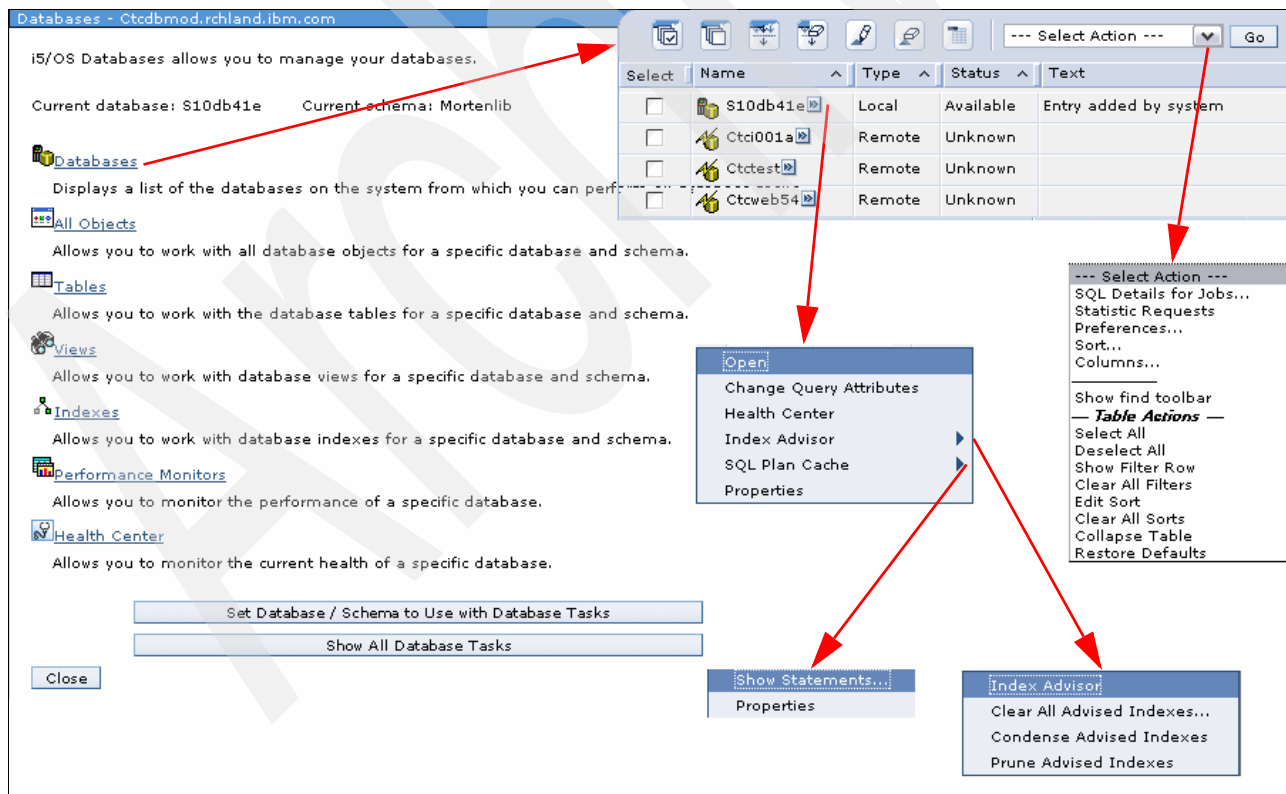 Databases - Ctcdbmod.rchland.ibm.com
i5/OS Databases allows you to manage your databases.
Current database: S10db41e Current schema: Mortenlib
Databases
Displays a list of the databases on the system from which you can
All Objects
Allows you to work with all database objects for a specific database and schema.
Tables
Allows you to work with the database tables for a specific database and schema.
Views
Allows you to work with database views for a specific database and schema.
Indexes
Allows you to work with database indexes for a specific database and schema.
Performance Monitors
Allows you to monitor the performance of a specific database.
Health Center
Allows you to monitor the current health of a specific database.
Set Database / Schema to Use with Database Tasks
Show All Database Tasks
Close
--- Select Action --- Go
Select Name Type Status Text
S10db41e Local Available Entry added by system
Ctci001a Remote Unknown
Ctctest Remote Unknown
Ctcweb54 Remote Unknown
Open
Change Query Attributes
Health Center
Index Advisor
SQL Plan Cache
Properties
--- Select Action ---
SQL Details for Jobs...
Statistic Requests
Preferences...
Sort...
Columns...
Show find toolbar
— Table Actions —
Select All
Deselect All
Show Filter Row
Clear All Filters
Edit Sort
Clear All Sorts
Collapse Table
Restore Defaults
Show Statements...
Properties
Index Advisor
Clear All Advised Indexes...
Condense Advised Indexes
Prune Advised Indexes